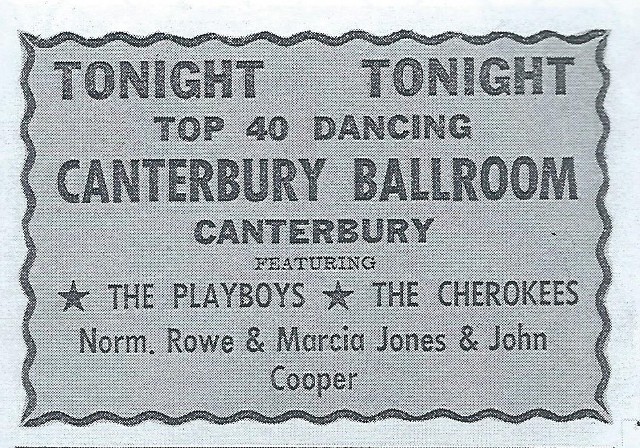 TONIGHT TONIGHT
TOP 40 DANCING
CANTERBURY BALLROOM
CANTERBURY
FEATURING
★ THE PLAYBOYS ★ THE CHEROKEES
Norm. Rowe & Marcia Jones & John
Cooper